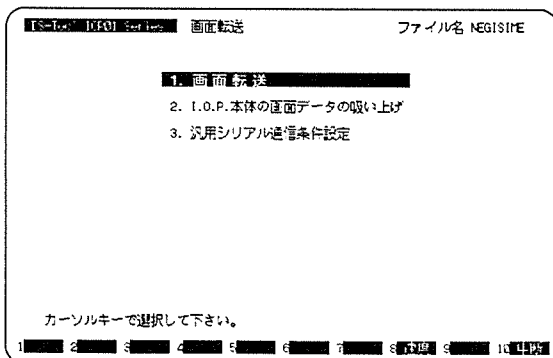 画面転送 ファイル名 NEGISIME
1. 画面転送
2. I.O.P.本体の画面データの吸い上げ
3. 汎用シリアル通信条件設定
カーソルキーで選択して下さい。
1 2 3 4 5 6 7 8 9 10 中断